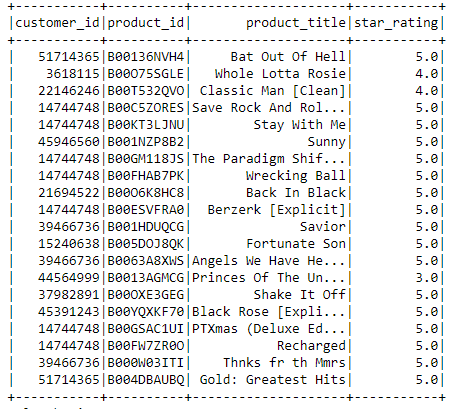 +-----------+----------+--------------------+-----------+
|customer_id|product_id|       product_title|star_rating|
+-----------+----------+--------------------+-----------+
|   51714365|B00136NVH4|     Bat Out Of Hell|        5.0|
|    3618115|B00O75SGLE|   Whole Lotta Rosie|        4.0|
|   22146246|B00T532QVO| Classic Man [Clean]|        4.0|
|   14744748|B00C5ZORES|Save Rock And Rol...|        5.0|
|   14744748|B00KT3LJNU|        Stay With Me|        5.0|
|   45946560|B001NZP8B2|               Sunny|        5.0|
|   14744748|B00GM118JS|The Paradigm Shif...|        5.0|
|   14744748|B00FHAB7PK|       Wrecking Ball|        5.0|
|   21694522|B00O6K8HC8|       Back In Black|        5.0|
|   14744748|B00ESVFRA0|   Berzerk [Explicit]|        5.0|
|   39466736|B001HDUQCG|              Savior|        5.0|
|   15240638|B005DOJ8QK|       Fortunate Son|        5.0|
|   39466736|B0063A8XWS|Angels We Have He...|        5.0|
|   44564999|B0013AGMCG|Princes Of The Un...|        3.0|
|   37982891|B00OXE3GEG|        Shake It Off|        5.0|
|   45391243|B00YQXKF70|Black Rose [Expli...|        5.0|
|   14744748|B00GSAC1UI|PTXmas (Deluxe Ed...|        5.0|
|   14744748|B00FW7ZR0O|           Recharged|        5.0|
|   39466736|B000W03ITI|      Thnks fr th Mmrs|        5.0|
|   51714365|B004DBAUBQ| Gold: Greatest Hits|        5.0|
+-----------+----------+--------------------+-----------+